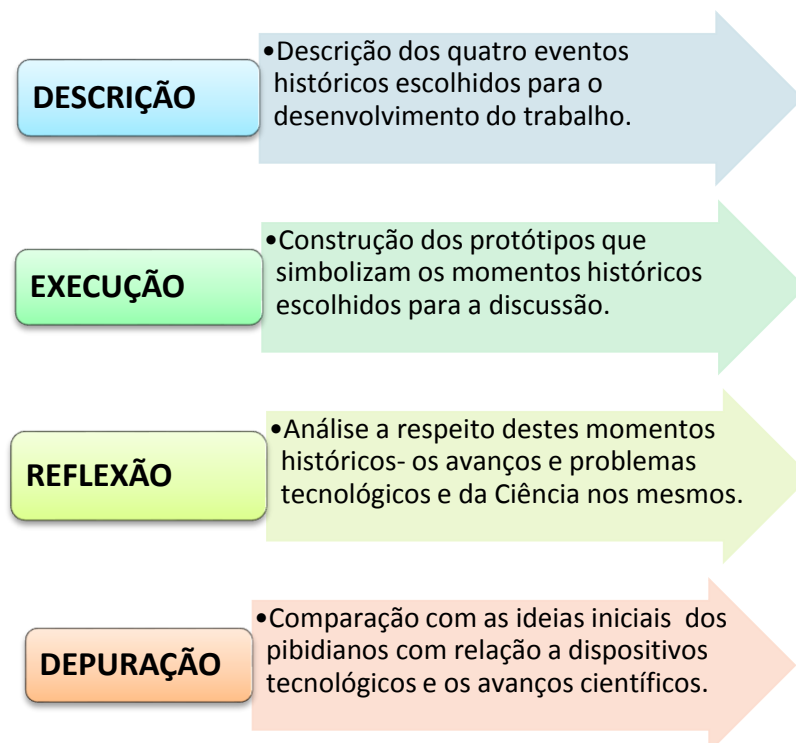 DESCRIÇÃO
•Descrição dos quatro eventos
históricos escolhidos para o
desenvolvimento do trabalho.
EXECUÇÃO
•Construção dos protótipos que
simbolizam os momentos históricos
escolhidos para a discussão.
REFLEXÃO
•Análise a respeito destes momentos
históricos- os avanços e problemas
tecnológicos e da Ciência nos mesmos.
DEPURAÇÃO
•Comparação com as ideias iniciais dos
pibidianos com relação a dispositivos
tecnológicos e os avanços científicos.